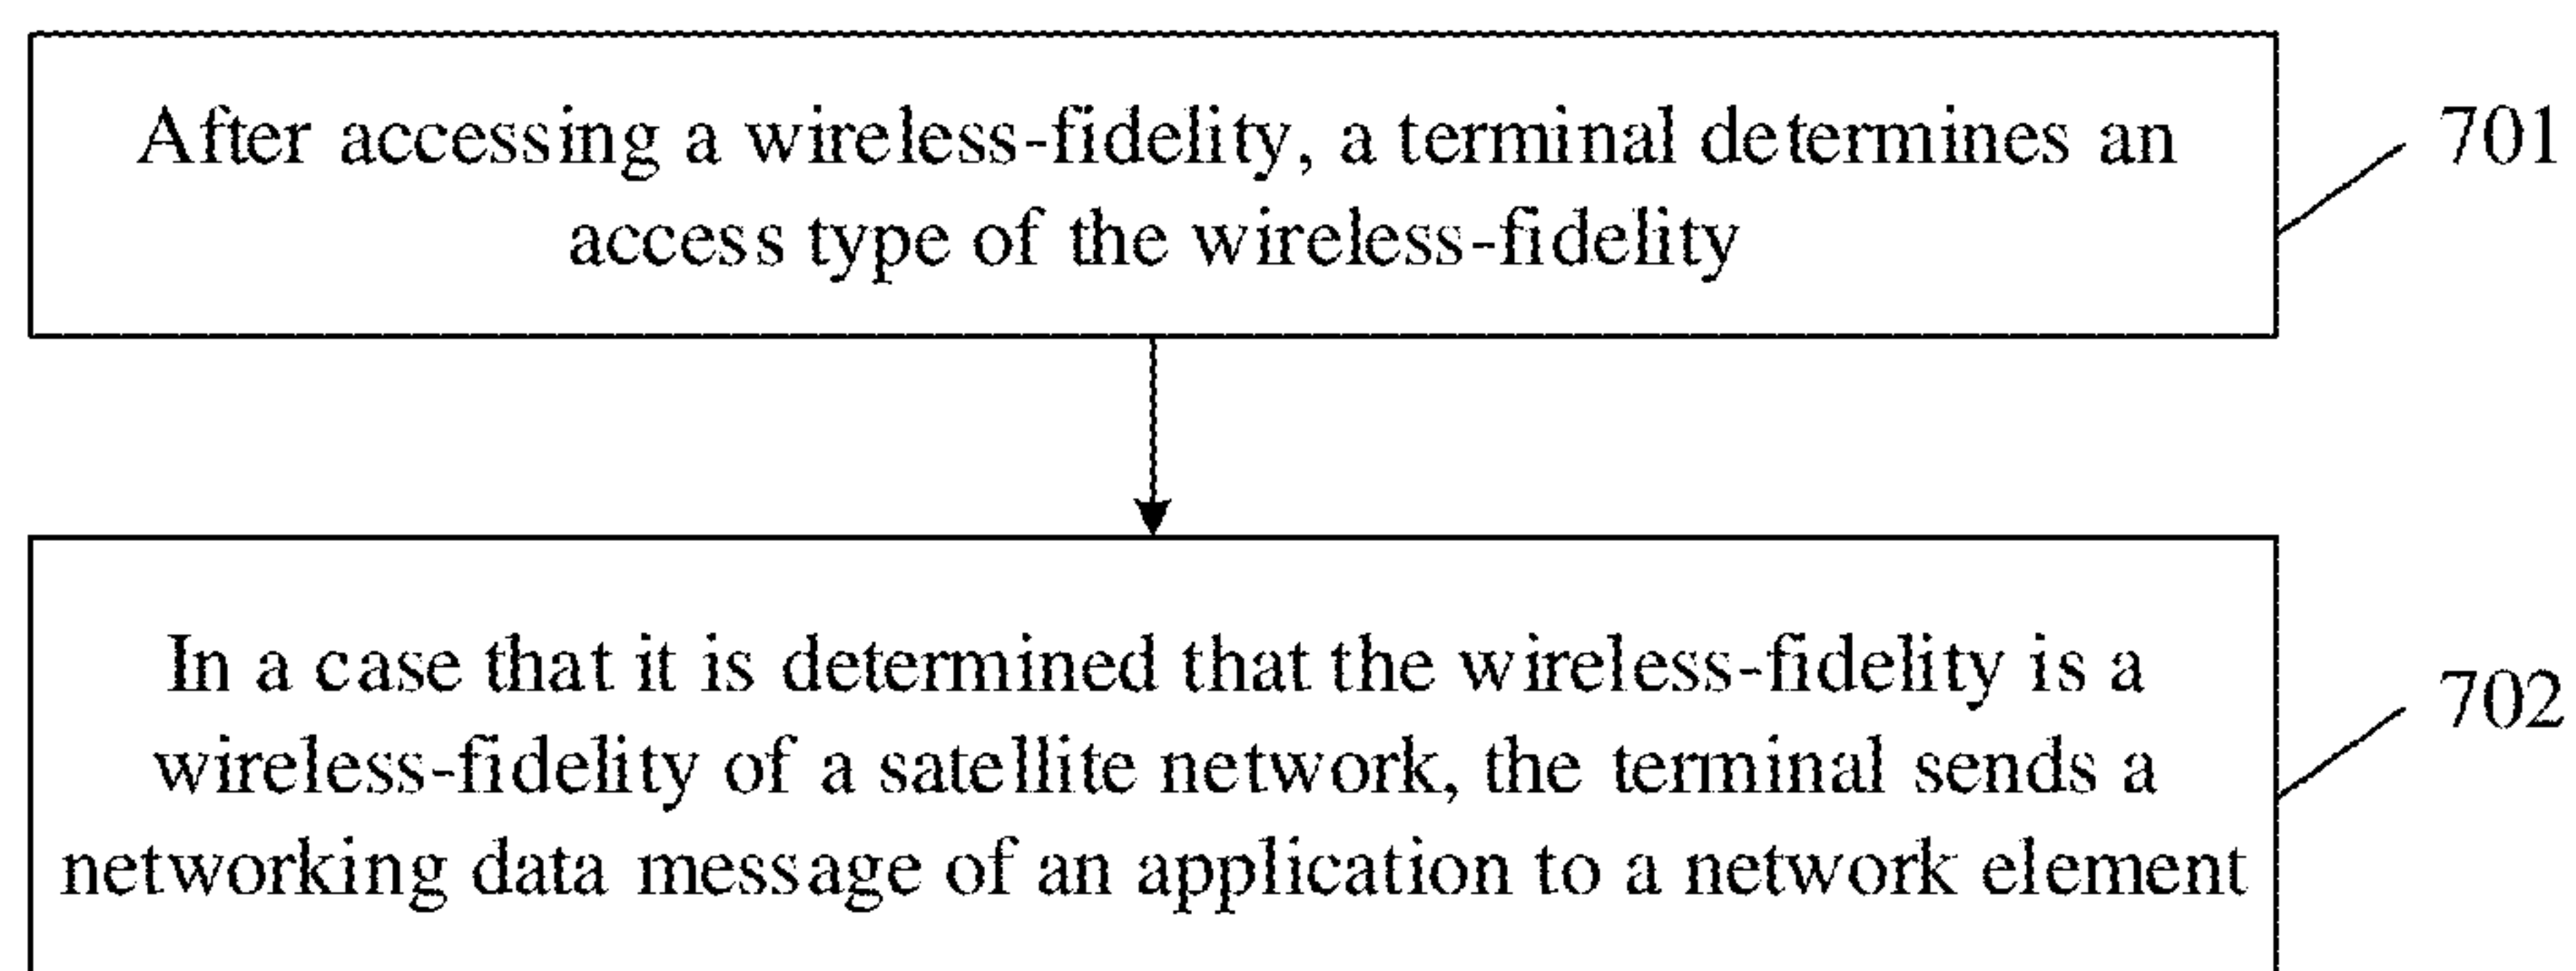 After accessing a wireless-fidelity, a terminal determines an
access type of the wireless-fidelity
701
In a case that it is determined that the wireless-fidelity is a
wireless-fidelity of a satellite network, the terminal sends a
networking data message of an application to a network element
702